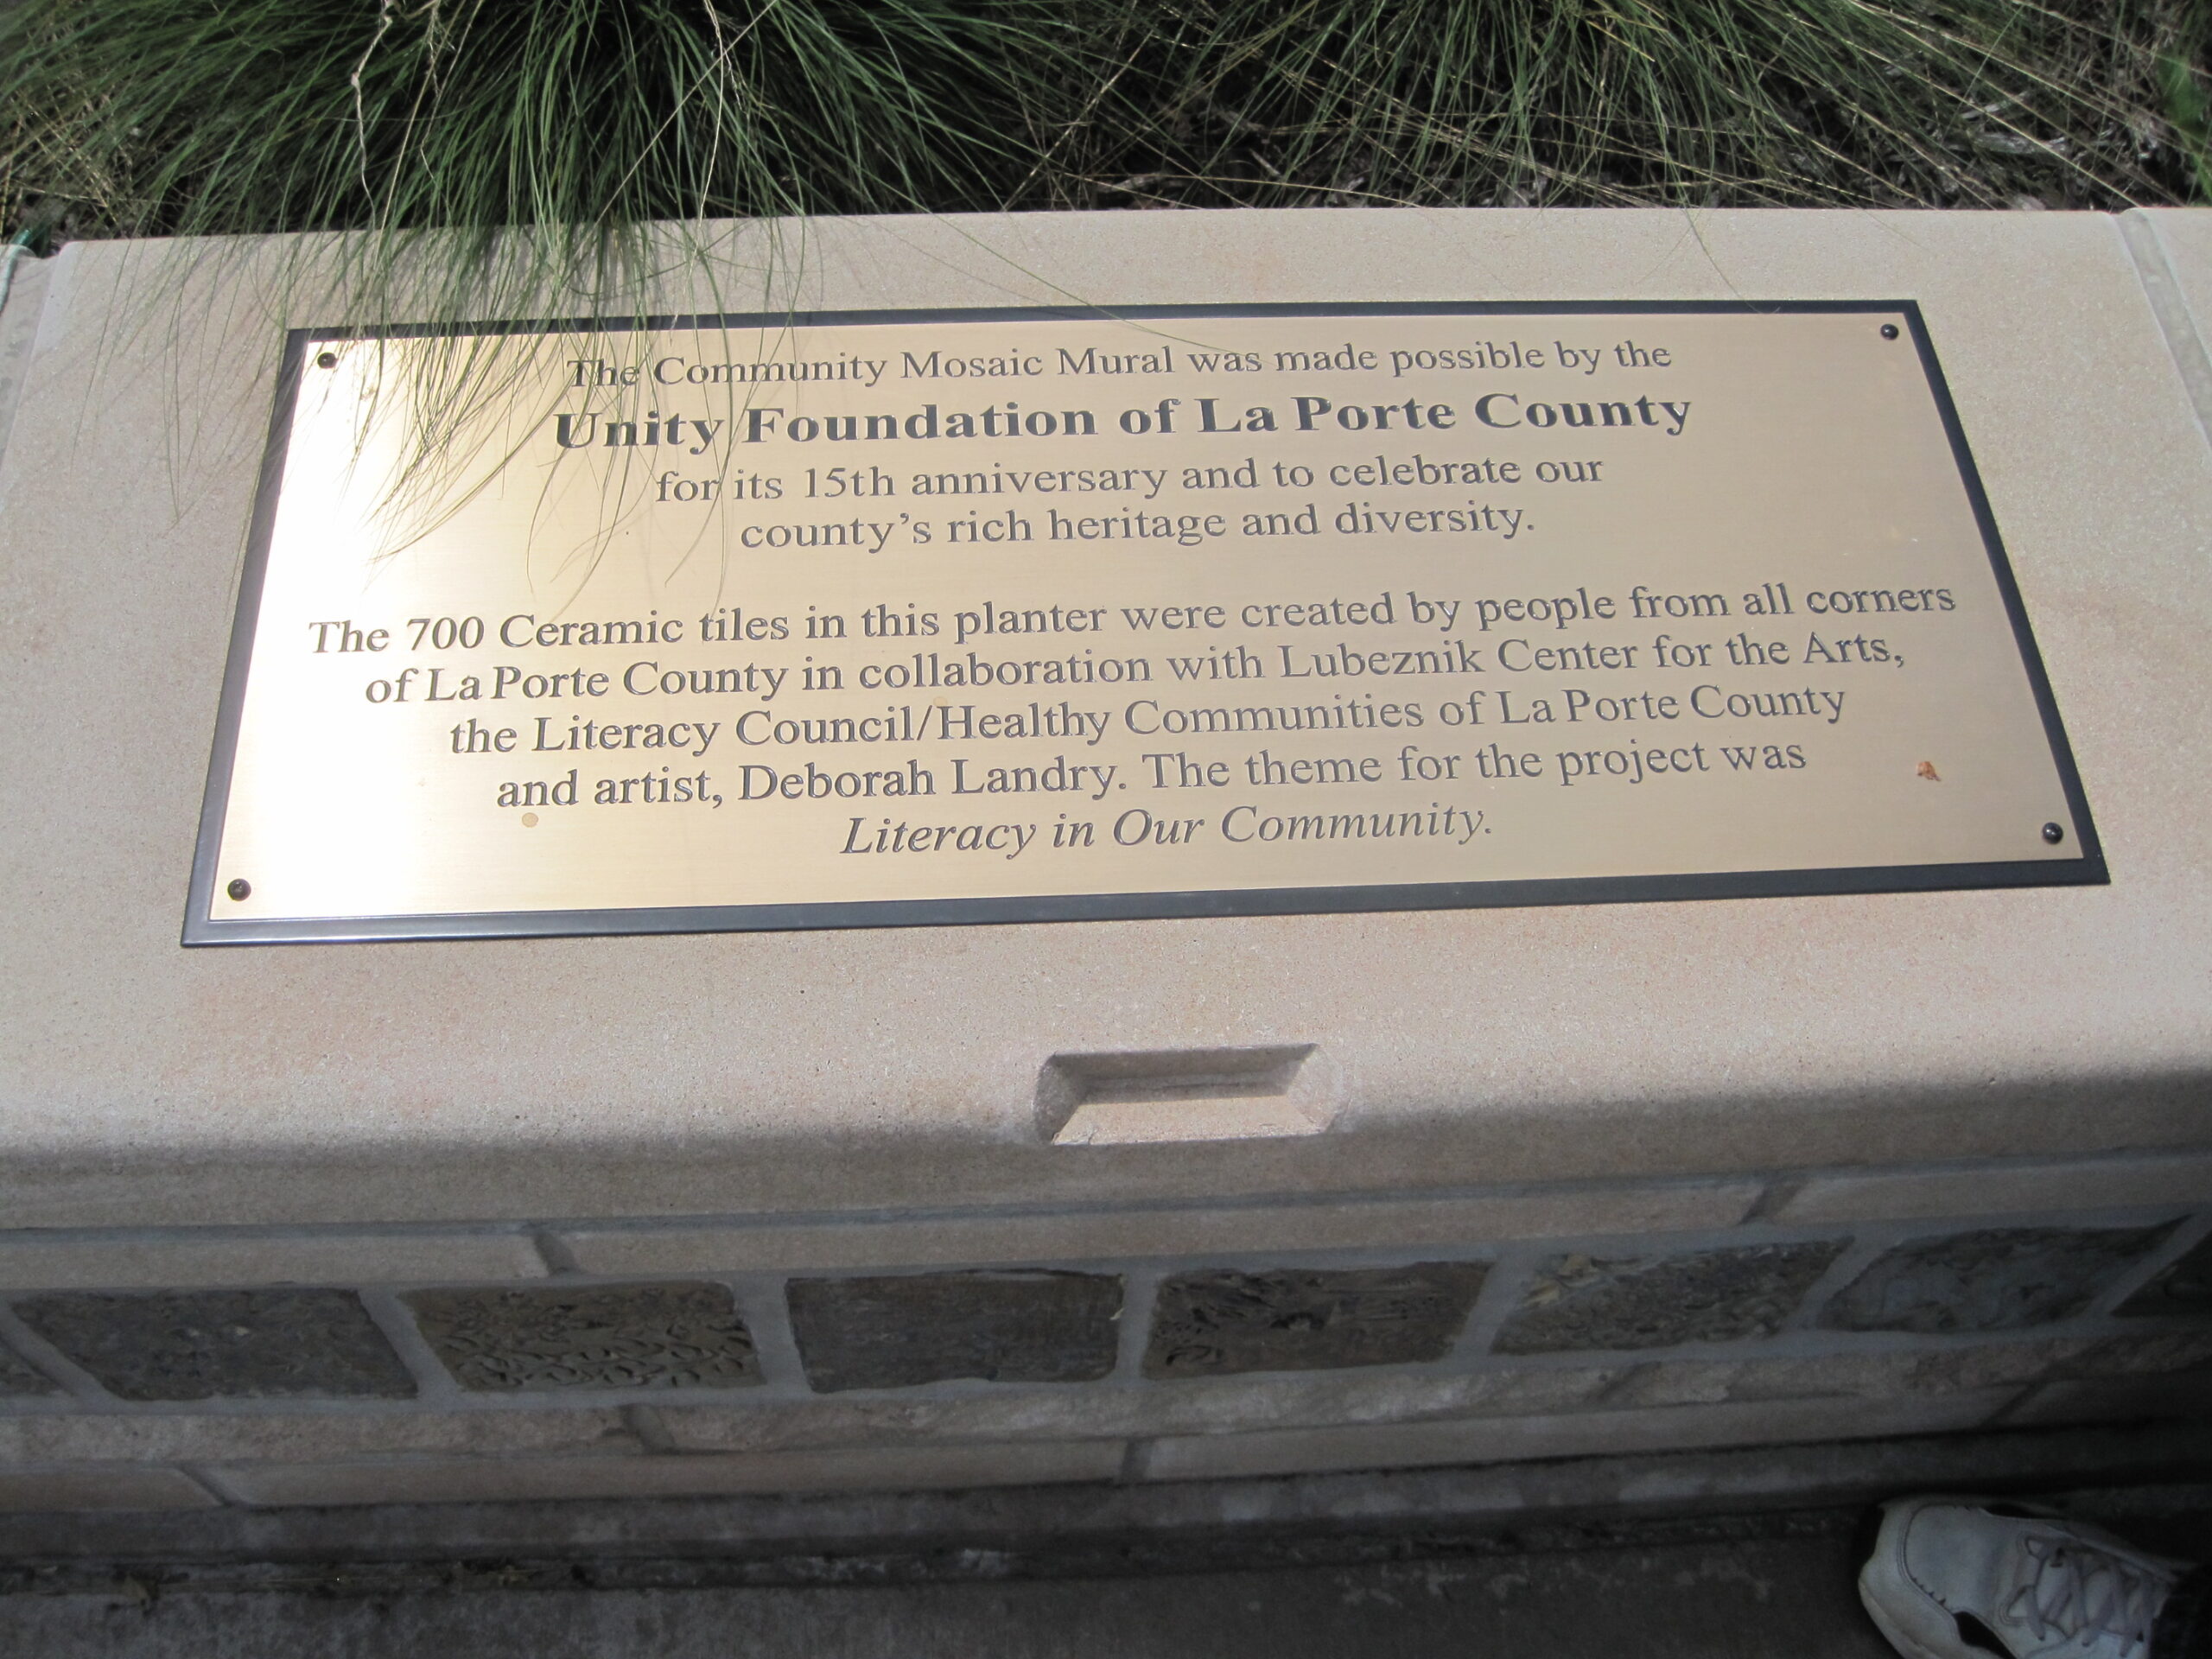 The Community Mosaic Mural was made possible by the
Unity Foundation of La Porte County
for its 15th anniversary and to celebrate our
county's rich heritage and diversity.
The 700 Ceramic tiles in this planter were created by people from all corners
of La Porte County in collaboration with Lubeznik Center for the Arts,
the Literacy Council/Healthy Communities of La Porte County
and artist, Deborah Landry. The theme for the project was
Literacy in Our Community.